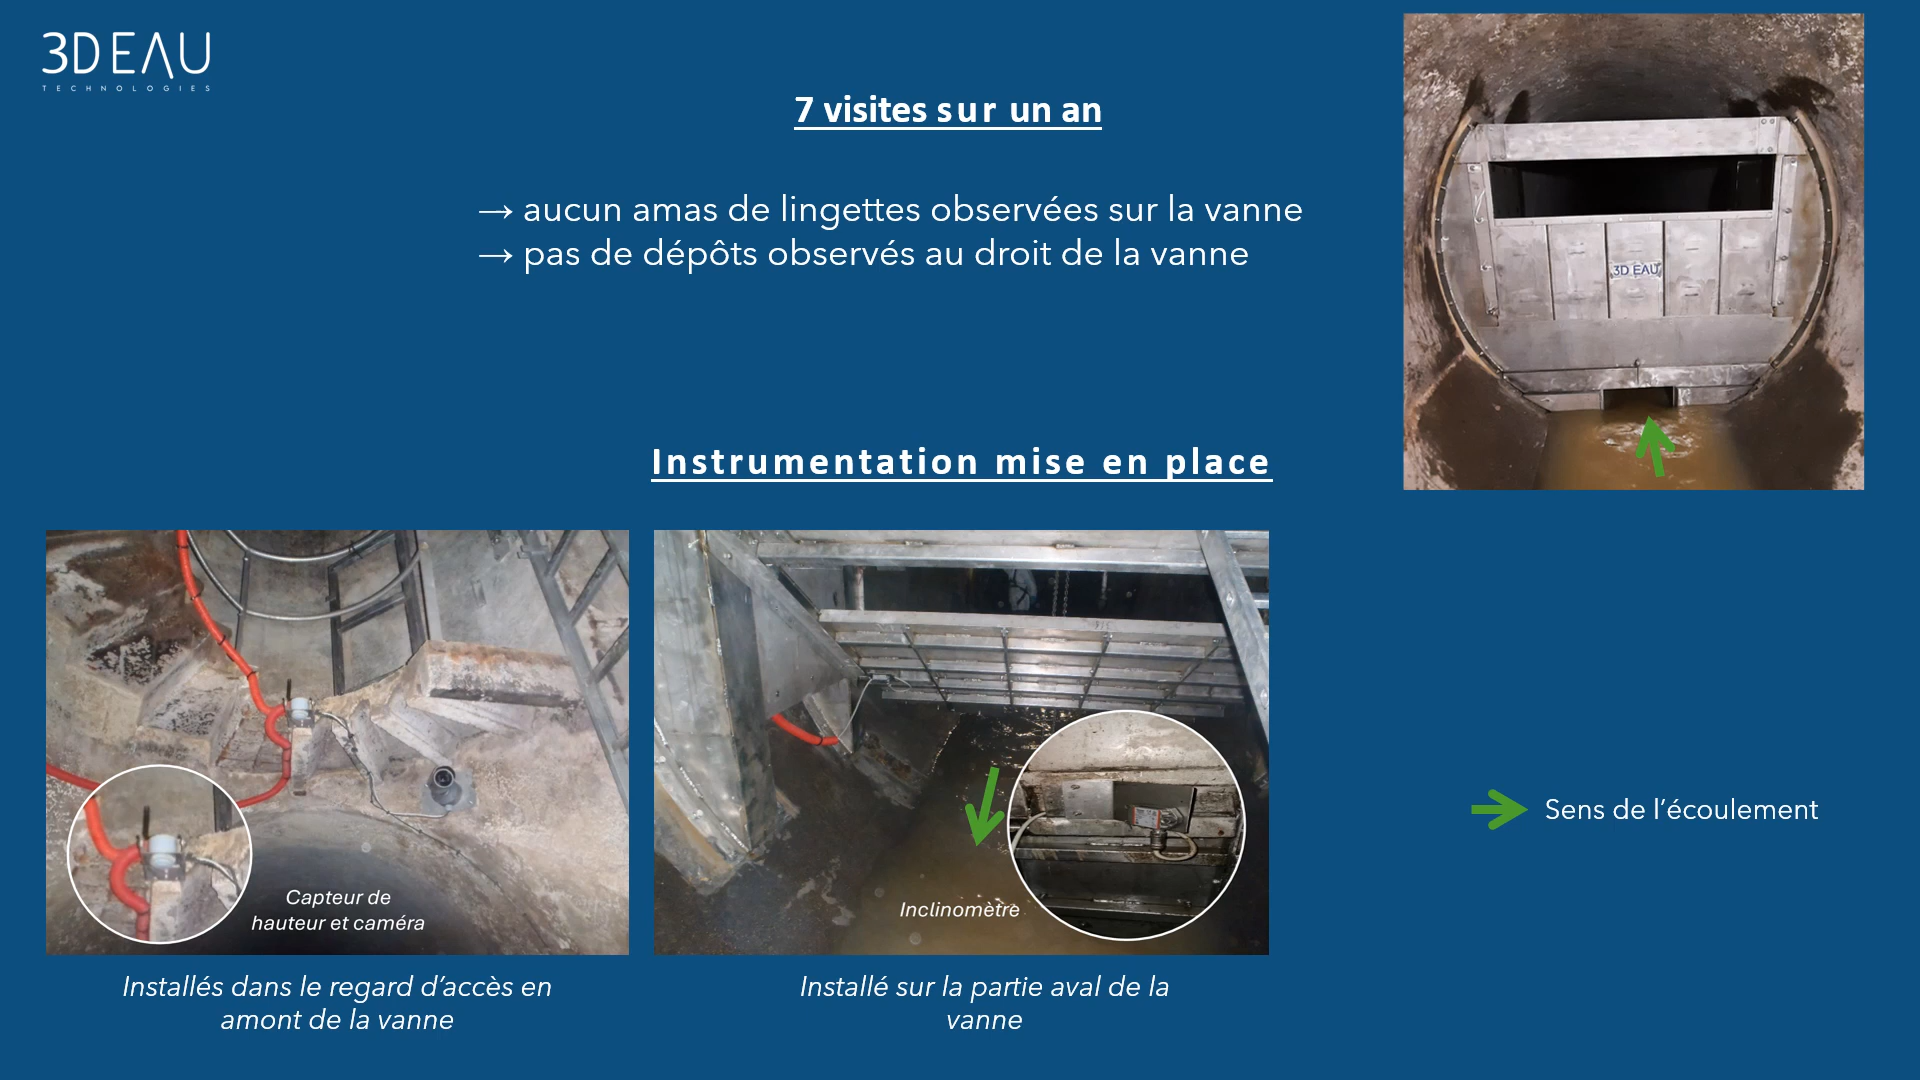 3D EAU
TECHNOLOGIES
7 visites sur un an
→ aucun amas de lingettes observées sur la vanne
→ pas de dépôts observés au droit de la vanne
3D EAU
Instrumentation mise en place
Capteur de
hauteur et caméra
Inclinomètre
Sens de l’écoulement
Installés dans le regard d’accès en
amont de la vanne
Installé sur la partie aval de la
vanne